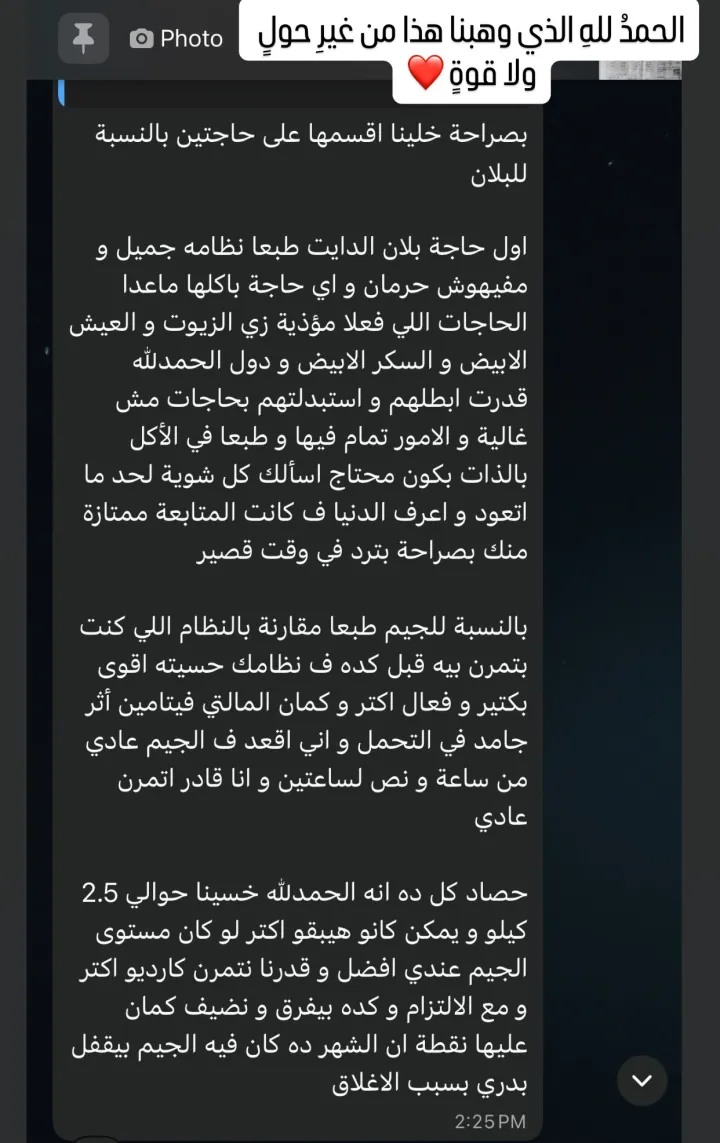 الحمدُ للهِ الذي وهبنا هذا من غيرِ حولٍ
ولا قوةٍ ❤️
Photo
بصراحة خلينا اقسمها على حاجتين بالنسبة
للبلان
اول حاجة بلان الدايت طبعا نظامه جميل و
مفيهوش حرمان و اي حاجة باكلها ماعدا
الحاجات اللي فعلا مؤذية زي الزيوت و العيش
الابيض و السكر الابيض و دول الحمدلله
قدرت ابطلهم و استبدلتهم بحاجات مش
غالية و الامور تمام فيها و طبعا في الأكل
بالذات بكون محتاج اسألك كل شوية لحد ما
اتعود و اعرف الدنيا ف كانت المتابعة ممتازة
منك بصراحة بترد في وقت قصير
بالنسبة للجيم طبعا مقارنة بالنظام اللي كنت
بتمرن بيه قبل كده ف نظامك حسيته اقوى
بكتير و فعال اكتر و كمان المالتي فيتامين أثر
جامد في التحمل و اني اقعد ف الجيم عادي
من ساعة و نص لساعتين و انا قادر اتمرن
عادي
حصاد كل ده انه الحمدلله خسينا حوالي 2.5
كيلو و يمكن كانو هيبقو اكتر لو كان مستوى
الجيم عندي افضل و قدرنا نتمرن كارديو اكتر
و مع الالتزام و كده بيفرق و نضيف كمان
عليها نقطة ان الشهر ده كان فيه الجيم بيقفل
بدري بسبب الاغلاق
2:25 PM